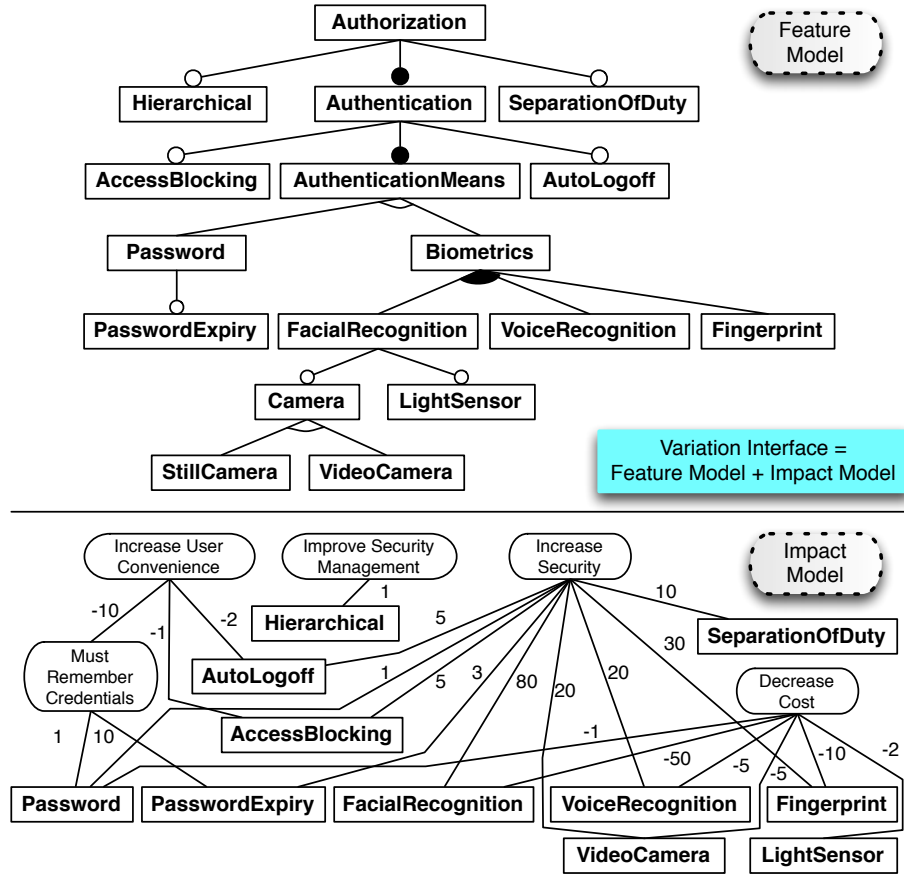 Authorization
Feature
Model
Hierarchical
Authentication
SeparationOfDuty
AccessBlocking
AuthenticationMeans
AutoLogoff
Password
Biometrics
PasswordExpiry
FacialRecognition
VoiceRecognition
Fingerprint
Camera
LightSensor
StillCamera
VideoCamera
Variation Interface =
Feature Model + Impact Model
Increase User
Convenience
Improve Security
Management
Increase
Security
Impact
Model
-10
-1
-2
1
10
Hierarchical
5
SeparationOfDuty
Must
Remember
Credentials
AutoLogoff
1
5
3
80
20
20
30
Decrease
Cost
AccessBlocking
1
10
-1
-50
-5
-5
-10
-2
Password
PasswordExpiry
FacialRecognition
VoiceRecognition
Fingerprint
VideoCamera
LightSensor